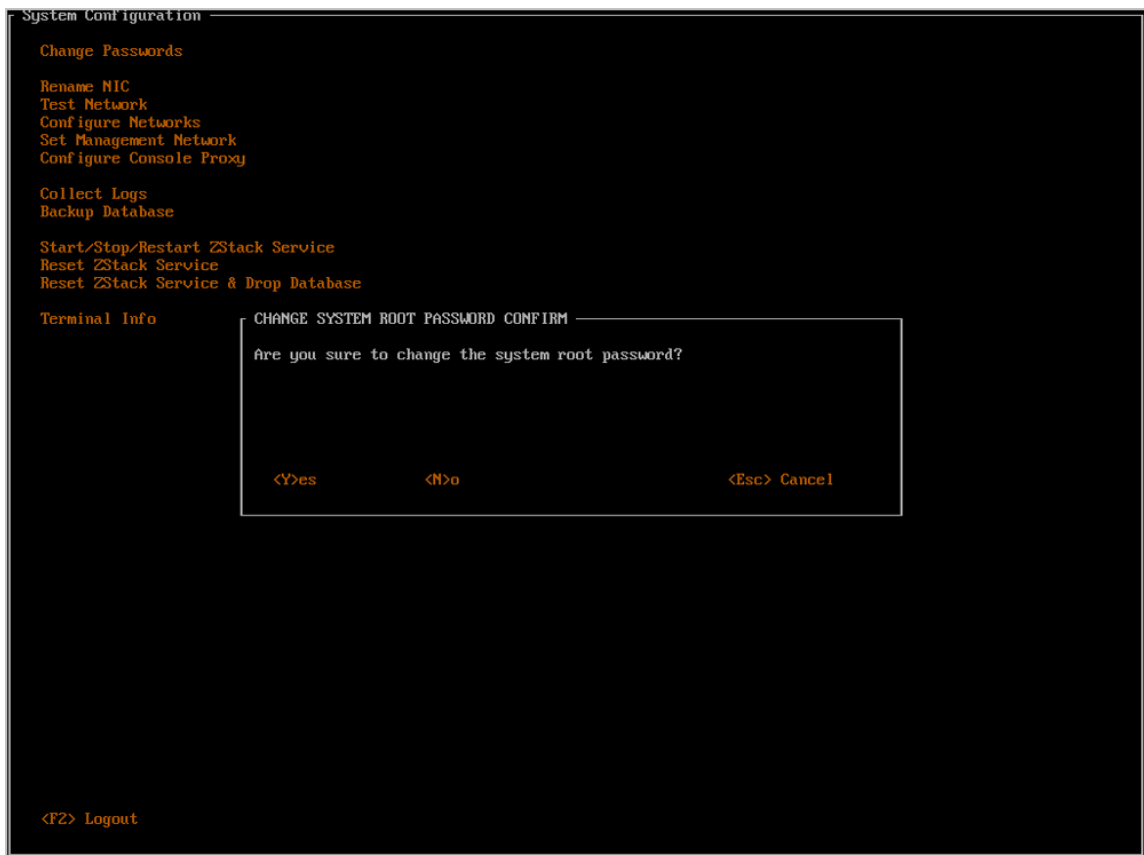 System Configuration
Change Passwords
Rename NIC
Test Network
Configure Networks
Set Management Network
Configure Console Proxy
Collect Logs
Backup Database
Start/Stop/Restart ZStack Service
Reset ZStack Service
Reset ZStack Service & Drop Database
Terminal Info
CHANGE SYSTEM ROOT PASSWORD CONFIRM
Are you sure to change the system root password?
<Y>es <N>o <Esc> Cancel
<F2> Logout